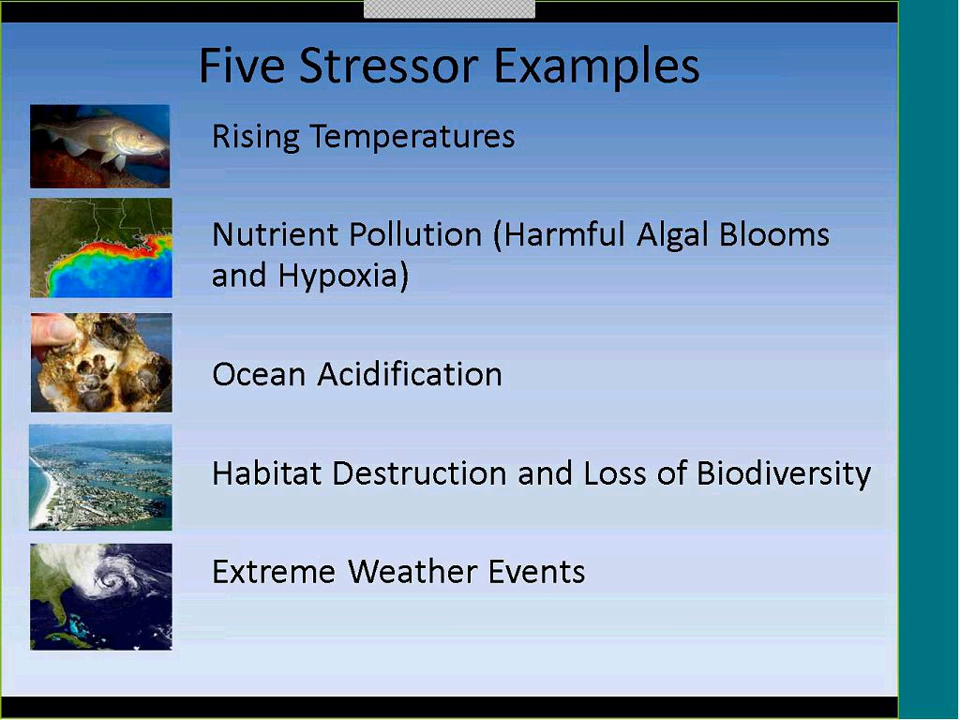 Five Stressor Examples
Rising Temperatures
Nutrient Pollution (Harmful Algal Blooms
and Hypoxia)
Ocean Acidification
Habitat Destruction and Loss of Biodiversity
Extreme Weather Events